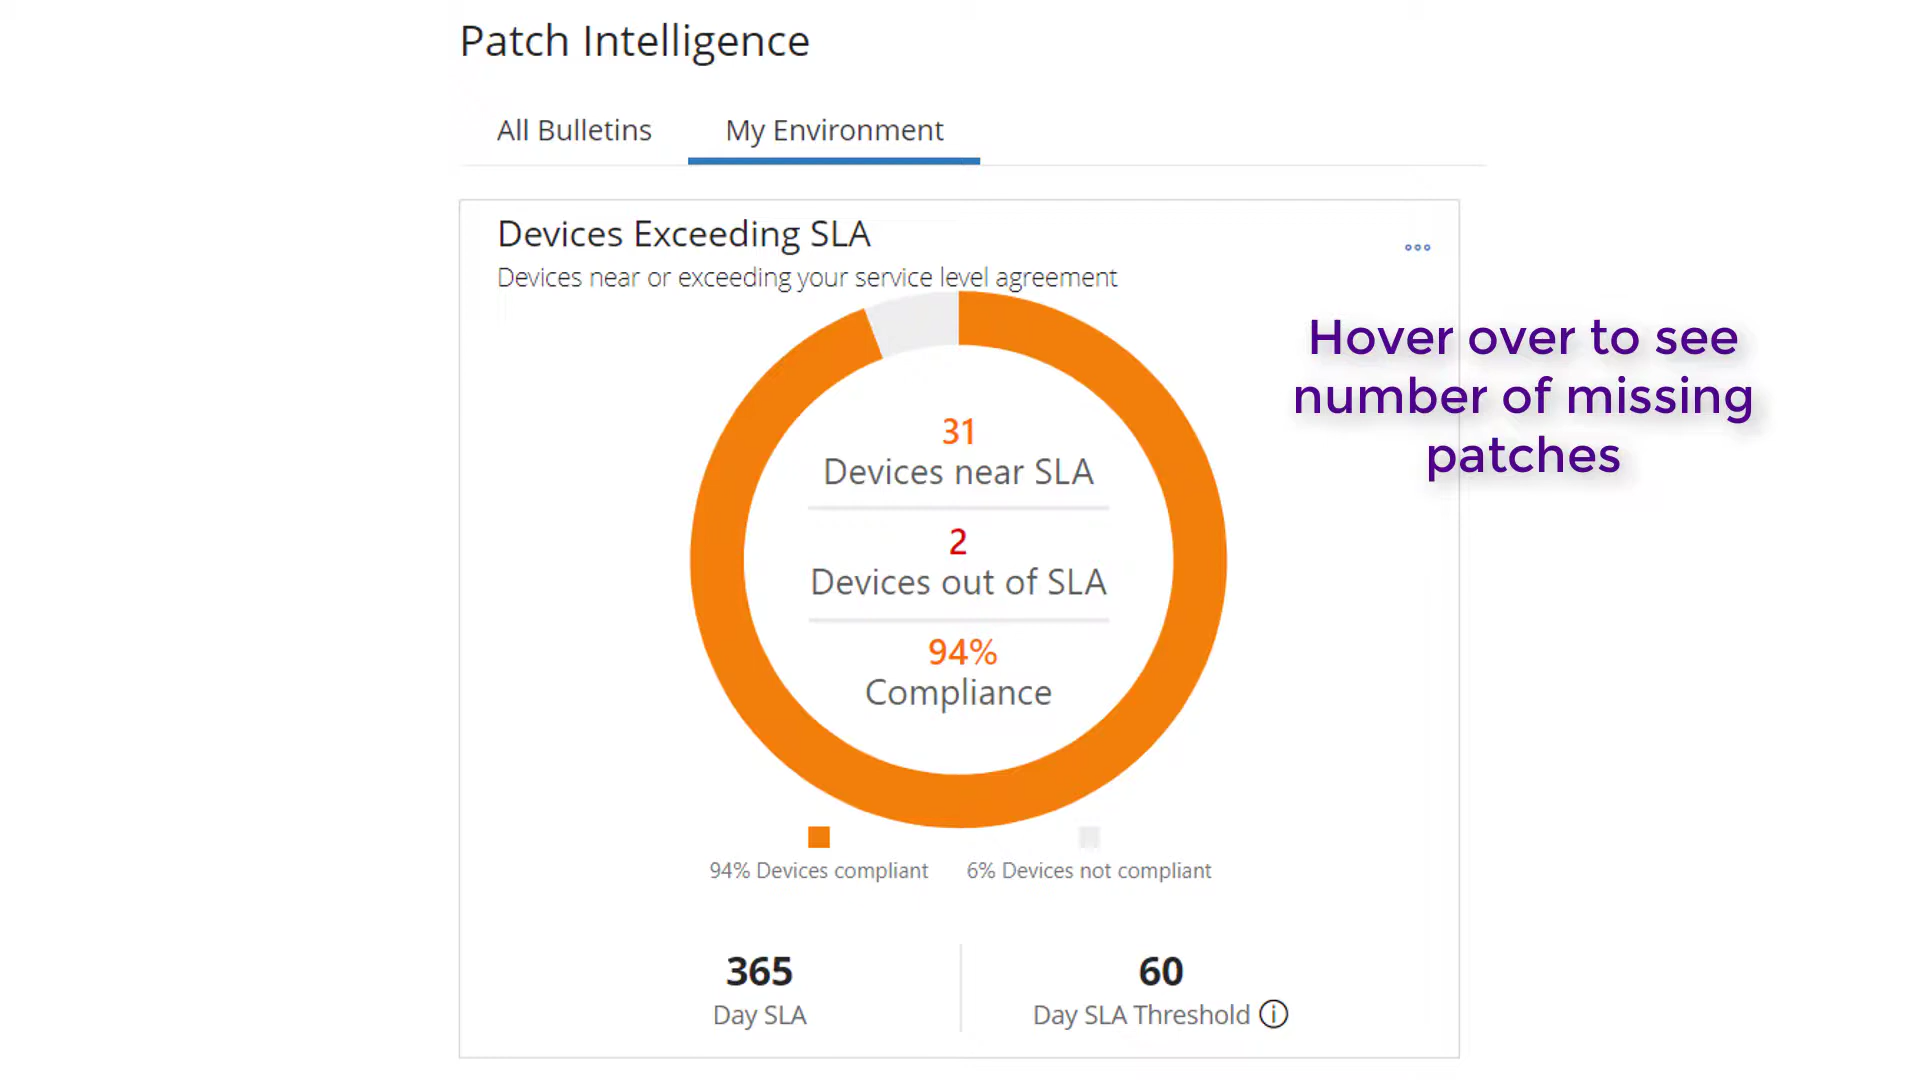 Patch Intelligence
All Bulletins
My Environment
Devices Exceeding SLA
Devices near or exceeding your service level agreement
Hover over to see
number of missing
patches
31
Devices near SLA
2
Devices out of SLA
94%
Compliance
94% Devices compliant
6% Devices not compliant
365
Day SLA
60
Day SLA Threshold